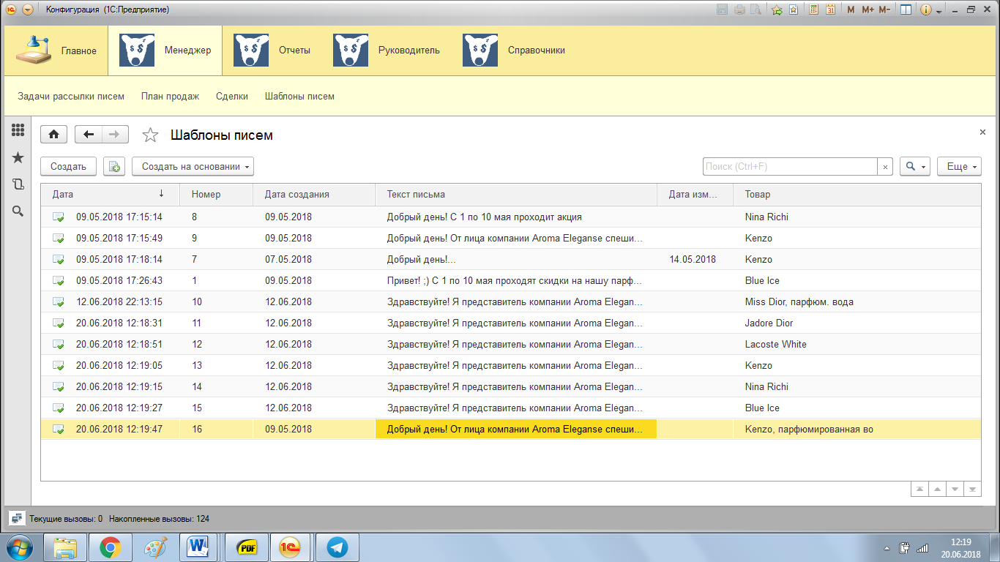 Конфигурация (1С:Предприятие)
M M+ M-
Главное Менеджер Отчеты Руководитель Справочники
Задачи рассылки писем План продаж Сделки Шаблоны писем
Шаблоны писем
Создать Создать на основании Поиск (Ctrl+F) Еще
Дата Номер Дата создания Текст письма Дата изм... Товар
09.05.2018 17:15:14 8 09.05.2018 Добрый день! С 1 по 10 мая проходит акция Nina Richi
09.05.2018 17:15:49 9 09.05.2018 Добрый день! От лица компании Aroma Eleganse спеши... Kenzo
09.05.2018 17:18:14 7 07.05.2018 Добрый день!... 14.05.2018 Kenzo
09.05.2018 17:26:43 1 09.05.2018 Привет! ;) С 1 по 10 мая проходят скидки на нашу парф... Blue Ice
12.06.2018 22:13:15 10 12.06.2018 Здравствуйте! Я представитель компании Aroma Elegan... Miss Dior, парфюм. вода
20.06.2018 12:18:31 11 12.06.2018 Здравствуйте! Я представитель компании Aroma Elegan... Jadore Dior
20.06.2018 12:18:51 12 12.06.2018 Здравствуйте! Я представитель компании Aroma Elegan... Lacoste White
20.06.2018 12:19:05 13 12.06.2018 Здравствуйте! Я представитель компании Aroma Elegan... Kenzo
20.06.2018 12:19:15 14 12.06.2018 Здравствуйте! Я представитель компании Aroma Elegan... Nina Richi
20.06.2018 12:19:27 15 12.06.2018 Здравствуйте! Я представитель компании Aroma Elegan... Blue Ice
20.06.2018 12:19:47 16 09.05.2018 Добрый день! От лица компании Aroma Eleganse спеши... Kenzo, парфюмированная во
Текущие вызовы: 0 Накопленные вызовы: 124
PDF 1С 12:19
20.06.2018